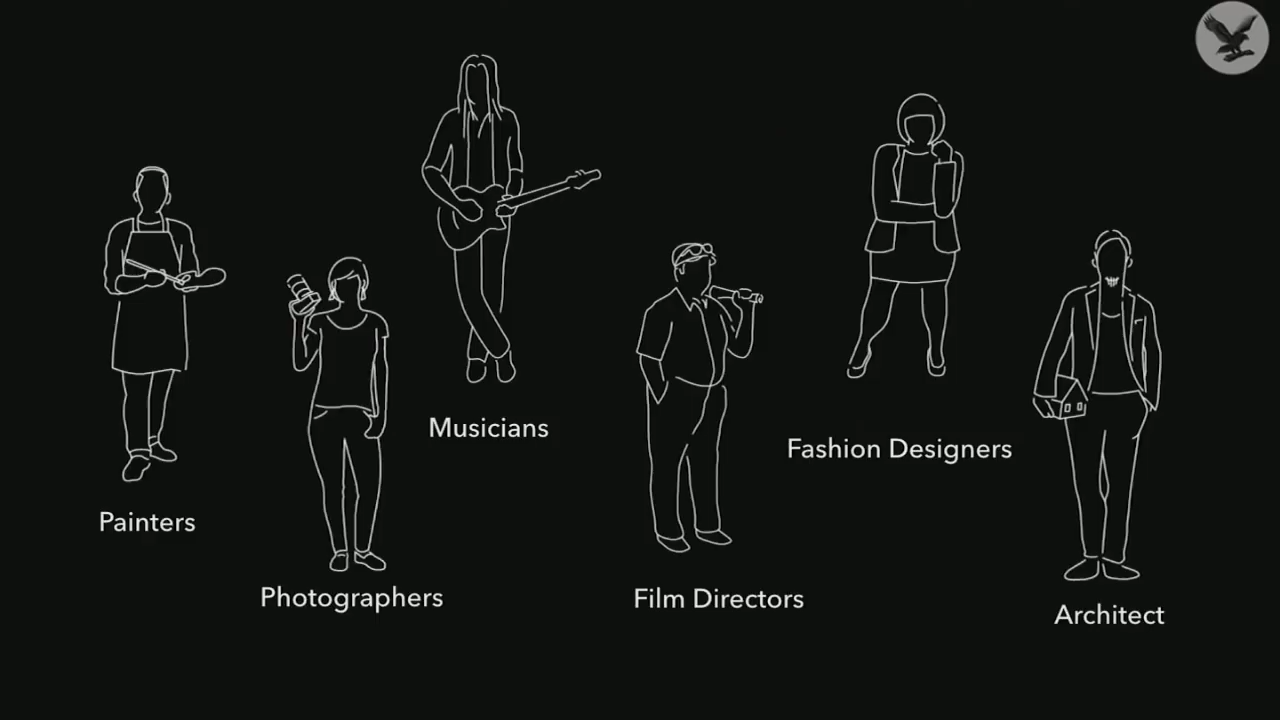 Painters
Photographers
Musicians
Film Directors
Fashion Designers
Architect